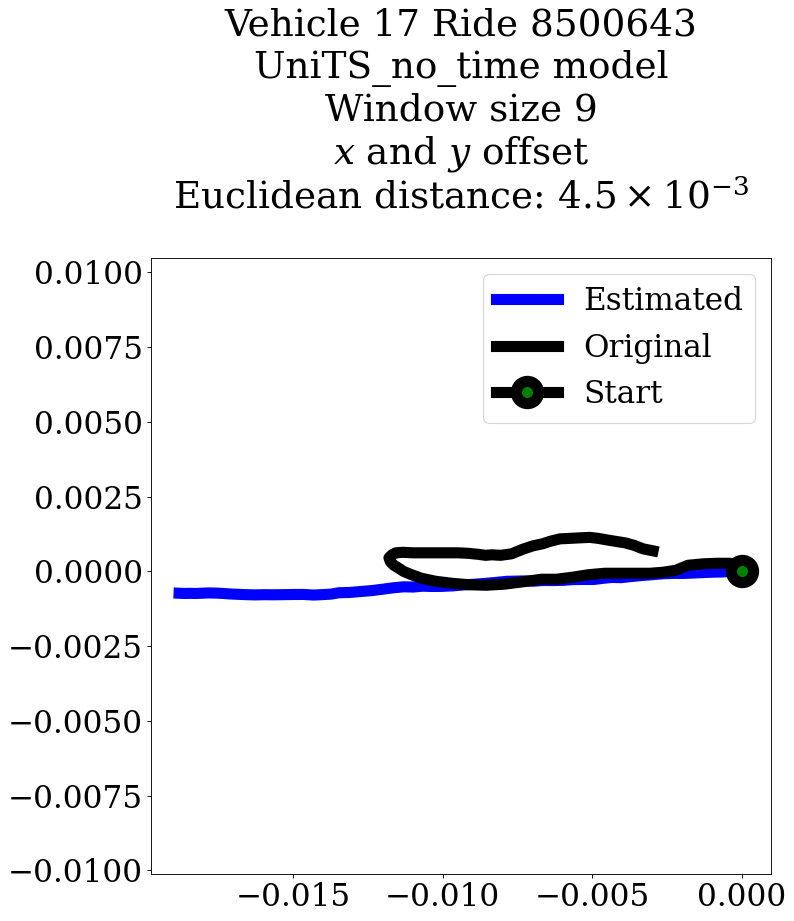 Vehicle 17 Ride 8500643
UniTS_no_time model
Window size 9
x and y offset
Euclidean distance: 4.5 × 10⁻³
Estimated
Original
Start
0.0100
0.0075
0.0050
0.0025
0.0000
−0.0025
−0.0050
−0.0075
−0.0100
−0.015 −0.010 −0.005 0.000